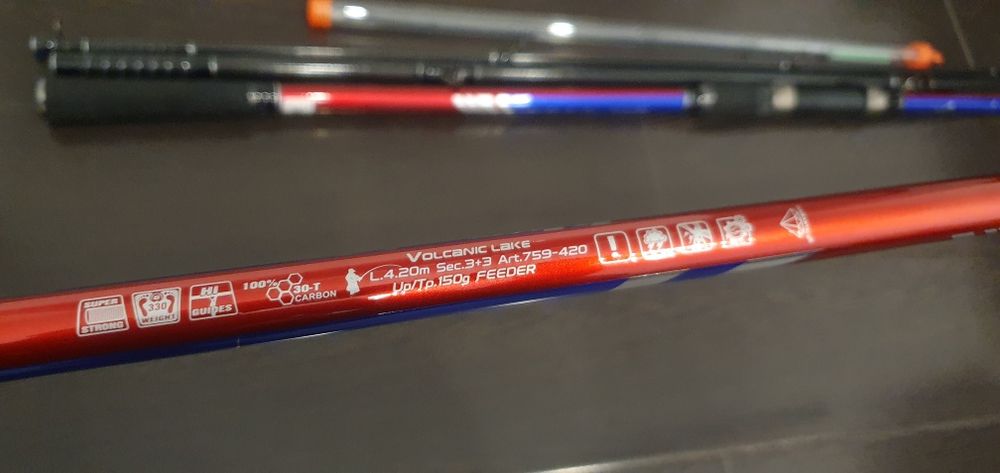 SUPER
STRONG
330
WEIGHT
HI
GUIDES
100%
30-T
CARBON
VOLCANIC LAKE
L.4.20m Sec.3+3 Art.759-420
Up/Tp.150g FEEDER
!